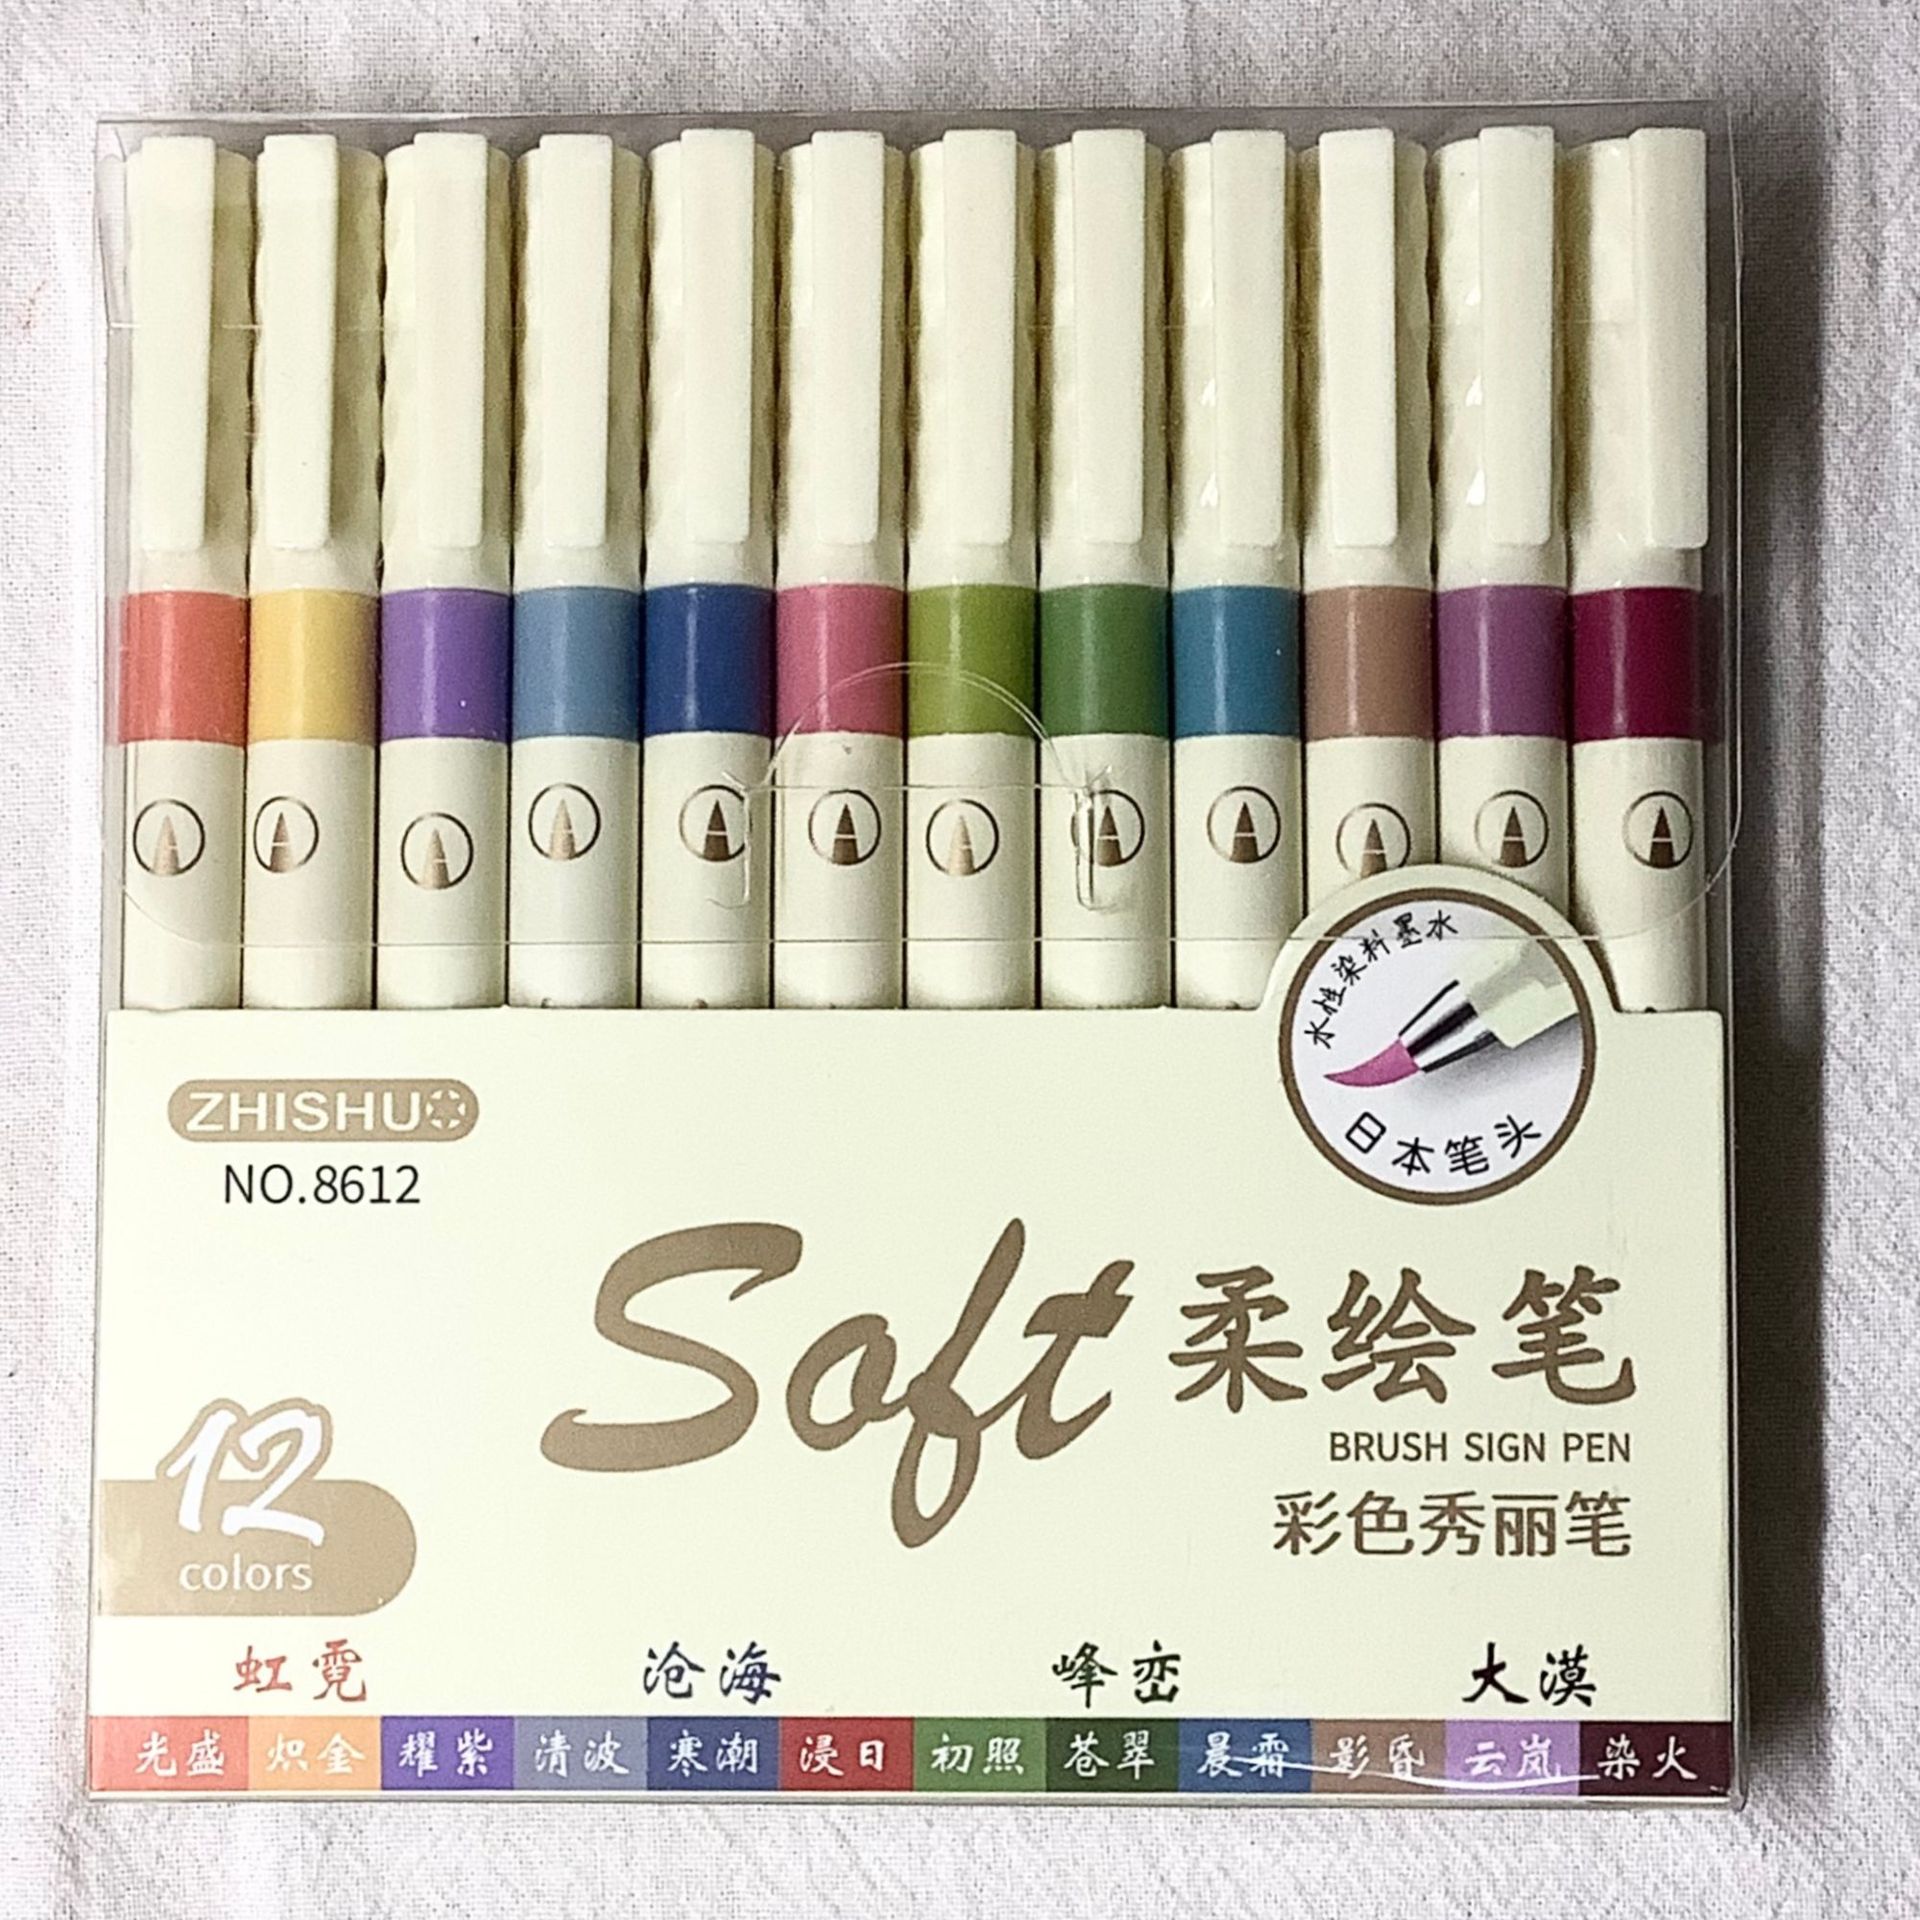 水性染料墨水
日本笔头
ZHISHU
NO.8612
Soft 柔绘笔
BRUSH SIGN PEN
彩色秀丽笔
12
colors
虹霓 沧海 峰峦 大漠
光盛 炽金 耀紫 清波 寒潮 浸日 初照 苍翠 晨霜 影昏 云岚 染火